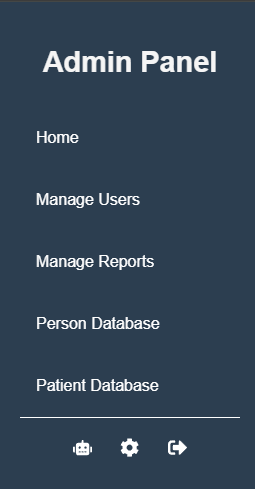 Admin Panel
Home
Manage Users
Manage Reports
Person Database
Patient Database